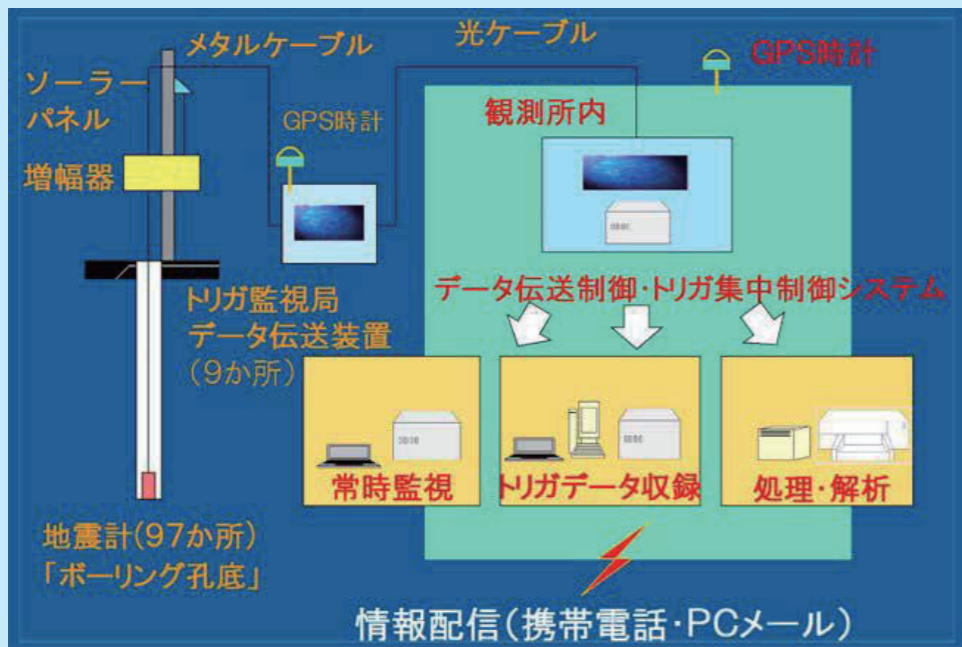 メタルケーブル
光ケーブル
GPS時計
ソーラー
パネル
GPS時計
観測所内
増幅器
データ伝送制御・トリガ集中制御システム
トリガ監視局
データ伝送装置
(9か所)
常時監視
トリガデータ収録
処理・解析
地震計(97か所)
「ボーリング孔底」
情報配信(携帯電話・PCメール)